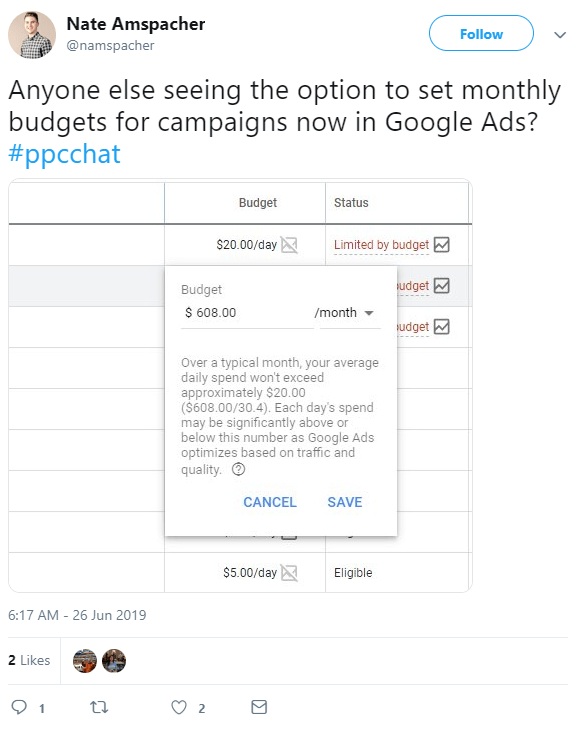 Nate Amspacher
@namspacher
Follow
Anyone else seeing the option to set monthly
budgets for campaigns now in Google Ads?
#ppcchat
Budget Status
$20.00/day Limited by budget
budget
budget
Budget
$ 608.00 /month
Over a typical month, your average
daily spend won't exceed
approximately $20.00
($608.00/30.4). Each day's spend
may be significantly above or
below this number as Google Ads
optimizes based on traffic and
quality.
CANCEL SAVE
$5.00/day Eligible
6:17 AM - 26 Jun 2019
2 Likes
1 2